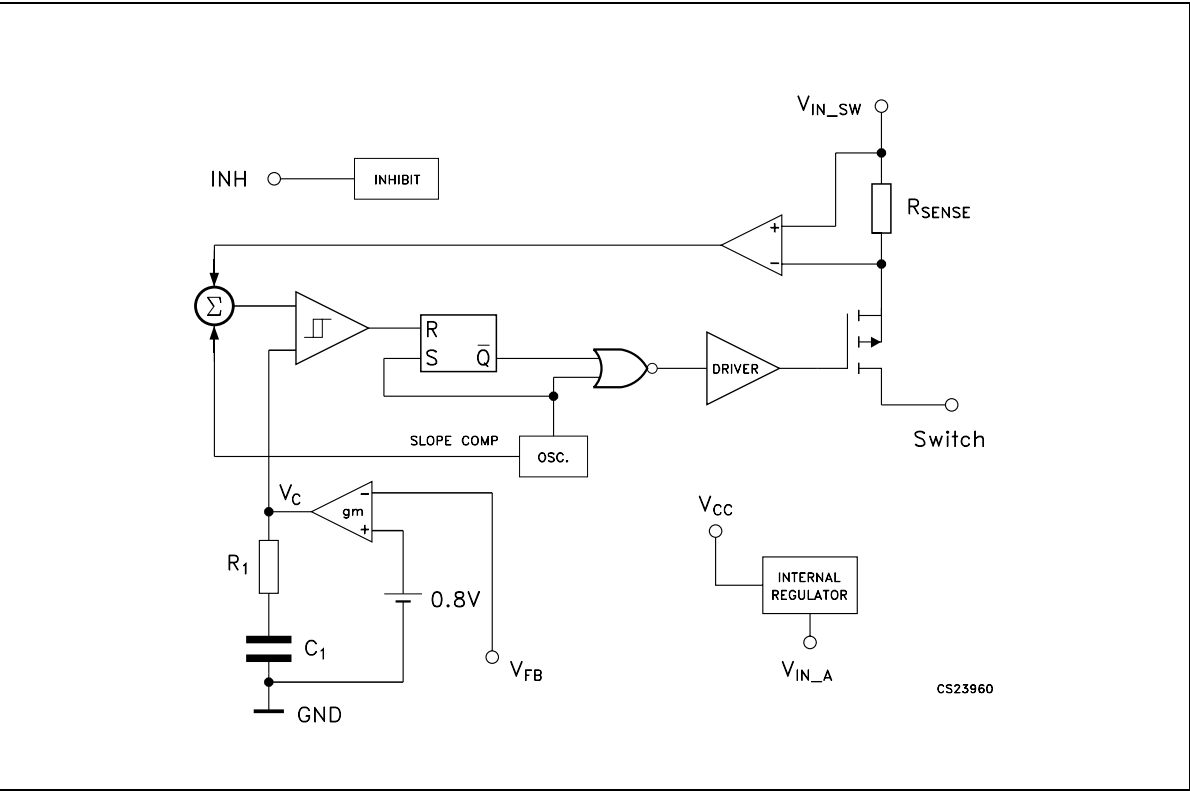 V_IN_SW
INH
INHIBIT
R_SENSE
+
−
Σ
R
S
Q̅
DRIVER
Switch
SLOPE COMP
OSC.
V_C
−
gm
+
R_1
0.8V
C_1
V_FB
GND
V_CC
INTERNAL
REGULATOR
V_IN_A
CS23960